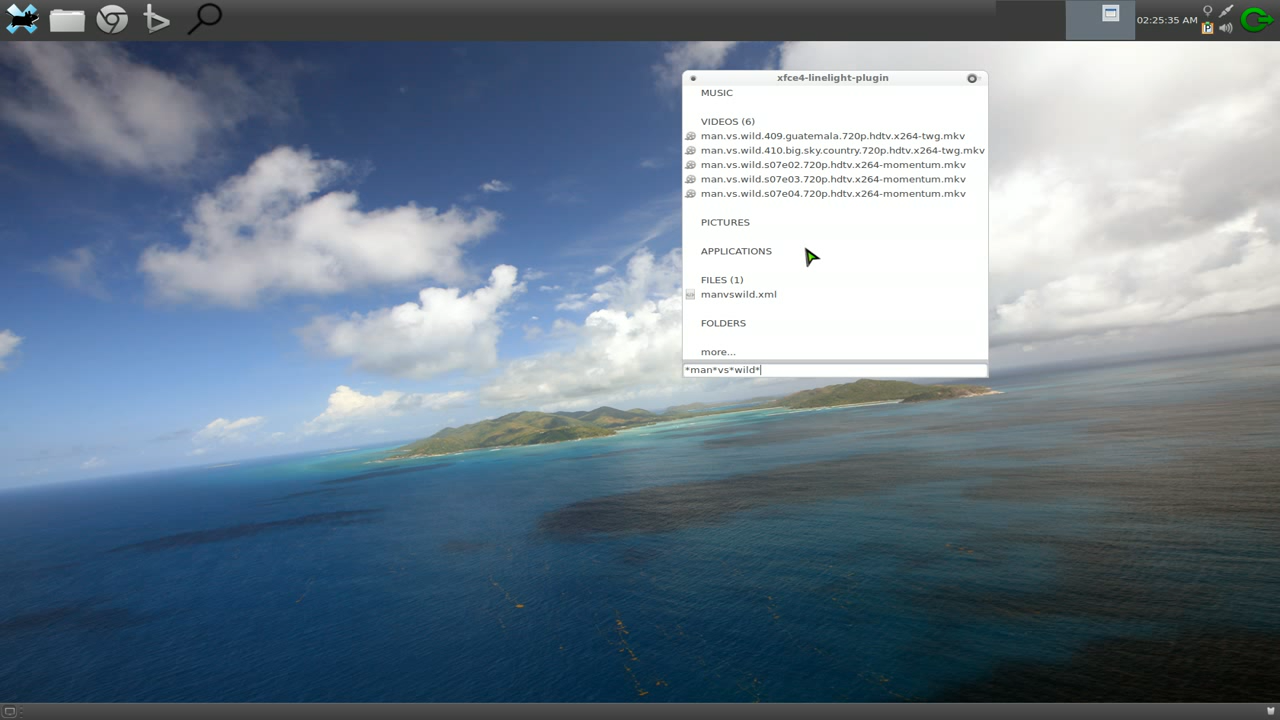 02:25:35 AM
xfce4-linelight-plugin
MUSIC
VIDEOS (6)
man.vs.wild.409.guatemala.720p.hdtv.x264-twg.mkv
man.vs.wild.410.big.sky.country.720p.hdtv.x264-twg.mkv
man.vs.wild.s07e02.720p.hdtv.x264-momentum.mkv
man.vs.wild.s07e03.720p.hdtv.x264-momentum.mkv
man.vs.wild.s07e04.720p.hdtv.x264-momentum.mkv
PICTURES
APPLICATIONS
FILES (1)
manvswild.xml
FOLDERS
more...
*man*vs*wild*